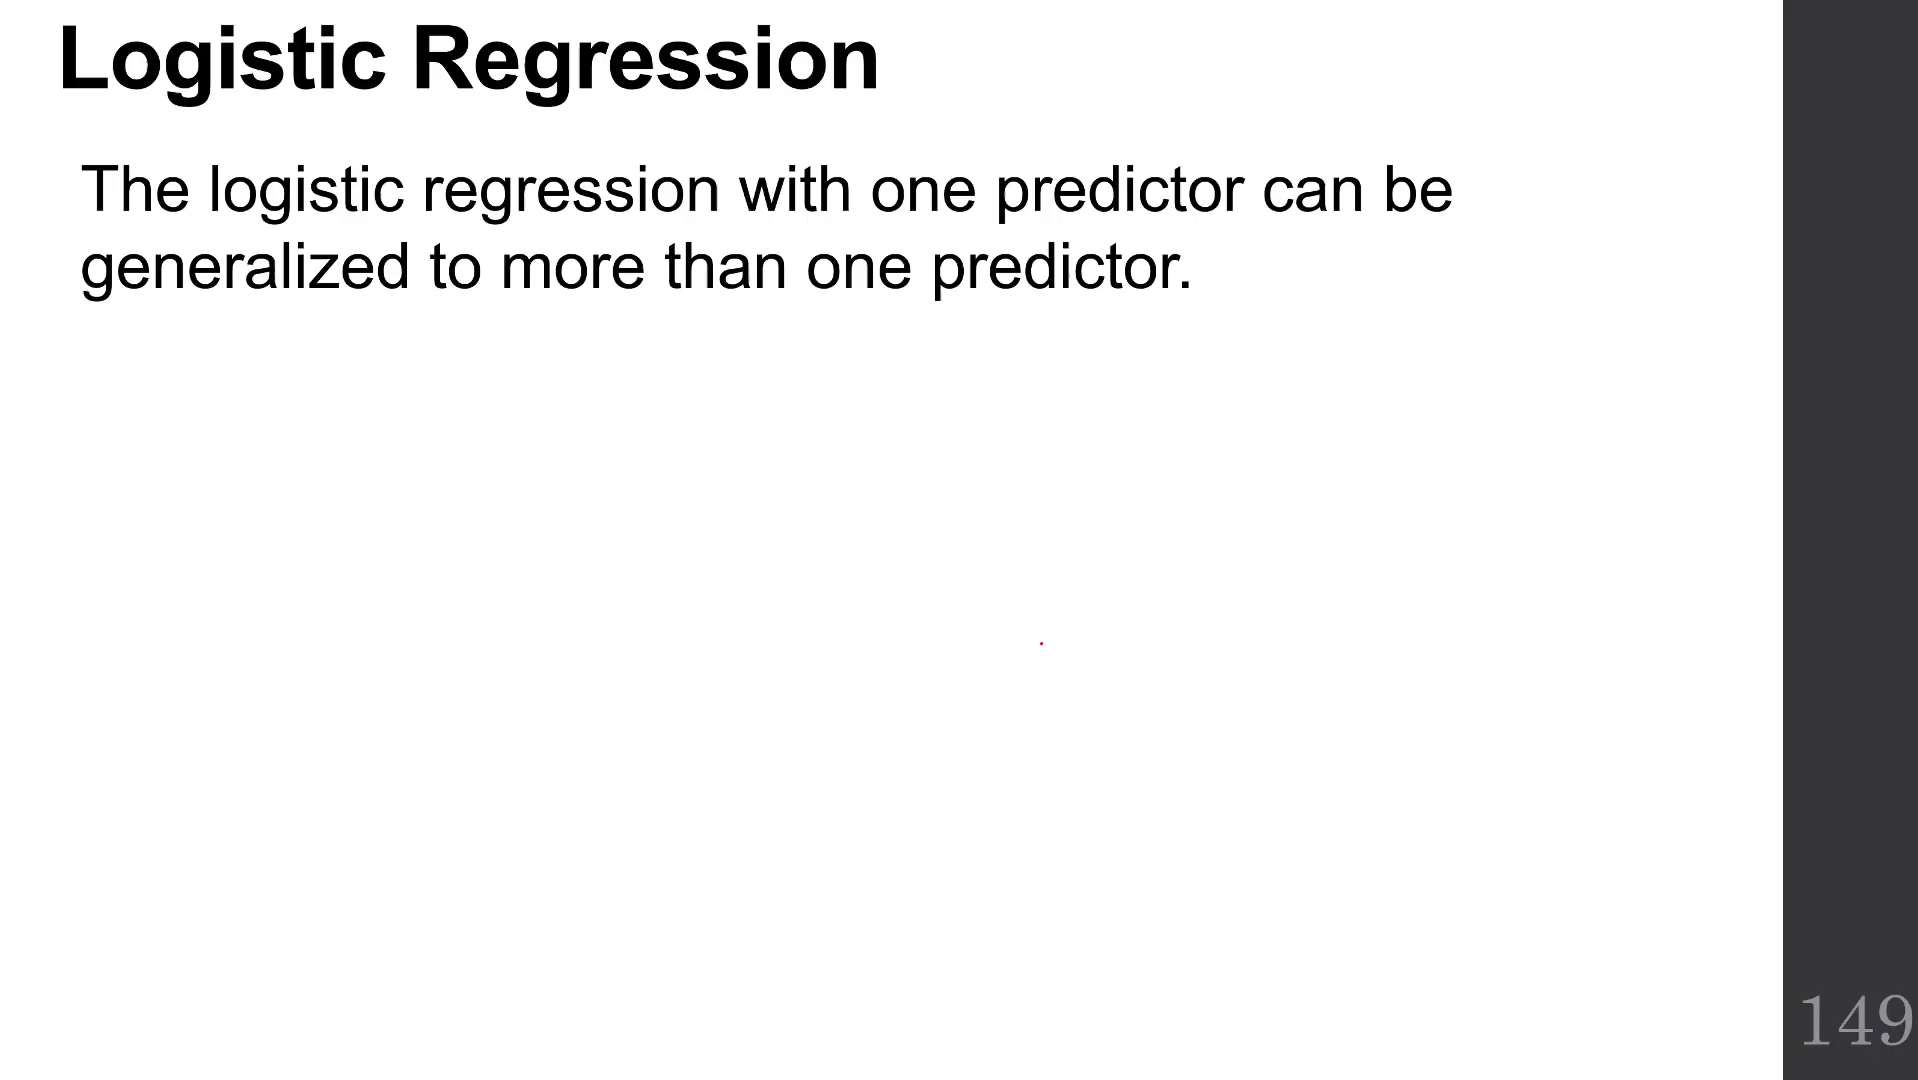 Logistic Regression
The logistic regression with one predictor can be
generalized to more than one predictor.
149